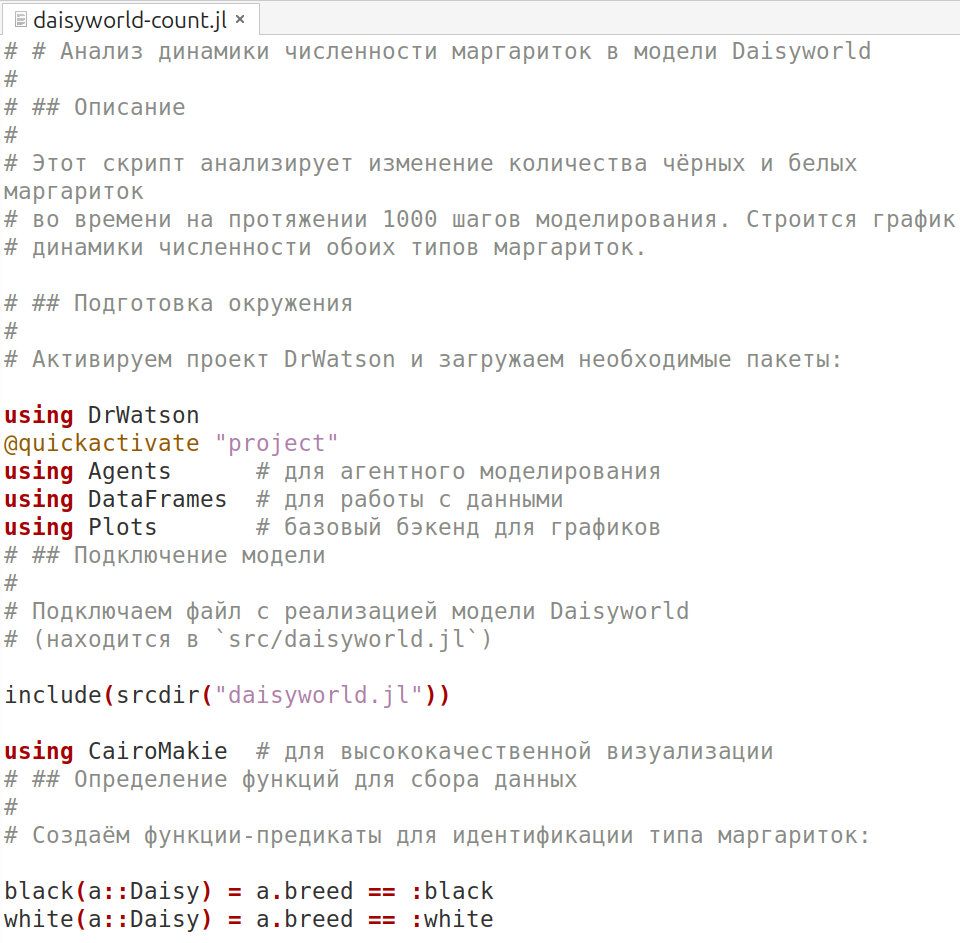 daisyworld-count.jl ×
# # Анализ динамики численности маргариток в модели Daisyworld
#
# ## Описание
#
# Этот скрипт анализирует изменение количества чёрных и белых
маргариток
# во времени на протяжении 1000 шагов моделирования. Строится график
# динамики численности обоих типов маргариток.

# ## Подготовка окружения
#
# Активируем проект DrWatson и загружаем необходимые пакеты:

using DrWatson
@quickactivate "project"
using Agents      # для агентного моделирования
using DataFrames  # для работы с данными
using Plots       # базовый бэкенд для графиков
# ## Подключение модели
#
# Подключаем файл с реализацией модели Daisyworld
# (находится в `src/daisyworld.jl`)

include(srcdir("daisyworld.jl"))

using CairoMakie  # для высококачественной визуализации
# ## Определение функций для сбора данных
#
# Создаём функции-предикаты для идентификации типа маргариток:

black(a::Daisy) = a.breed == :black
white(a::Daisy) = a.breed == :white